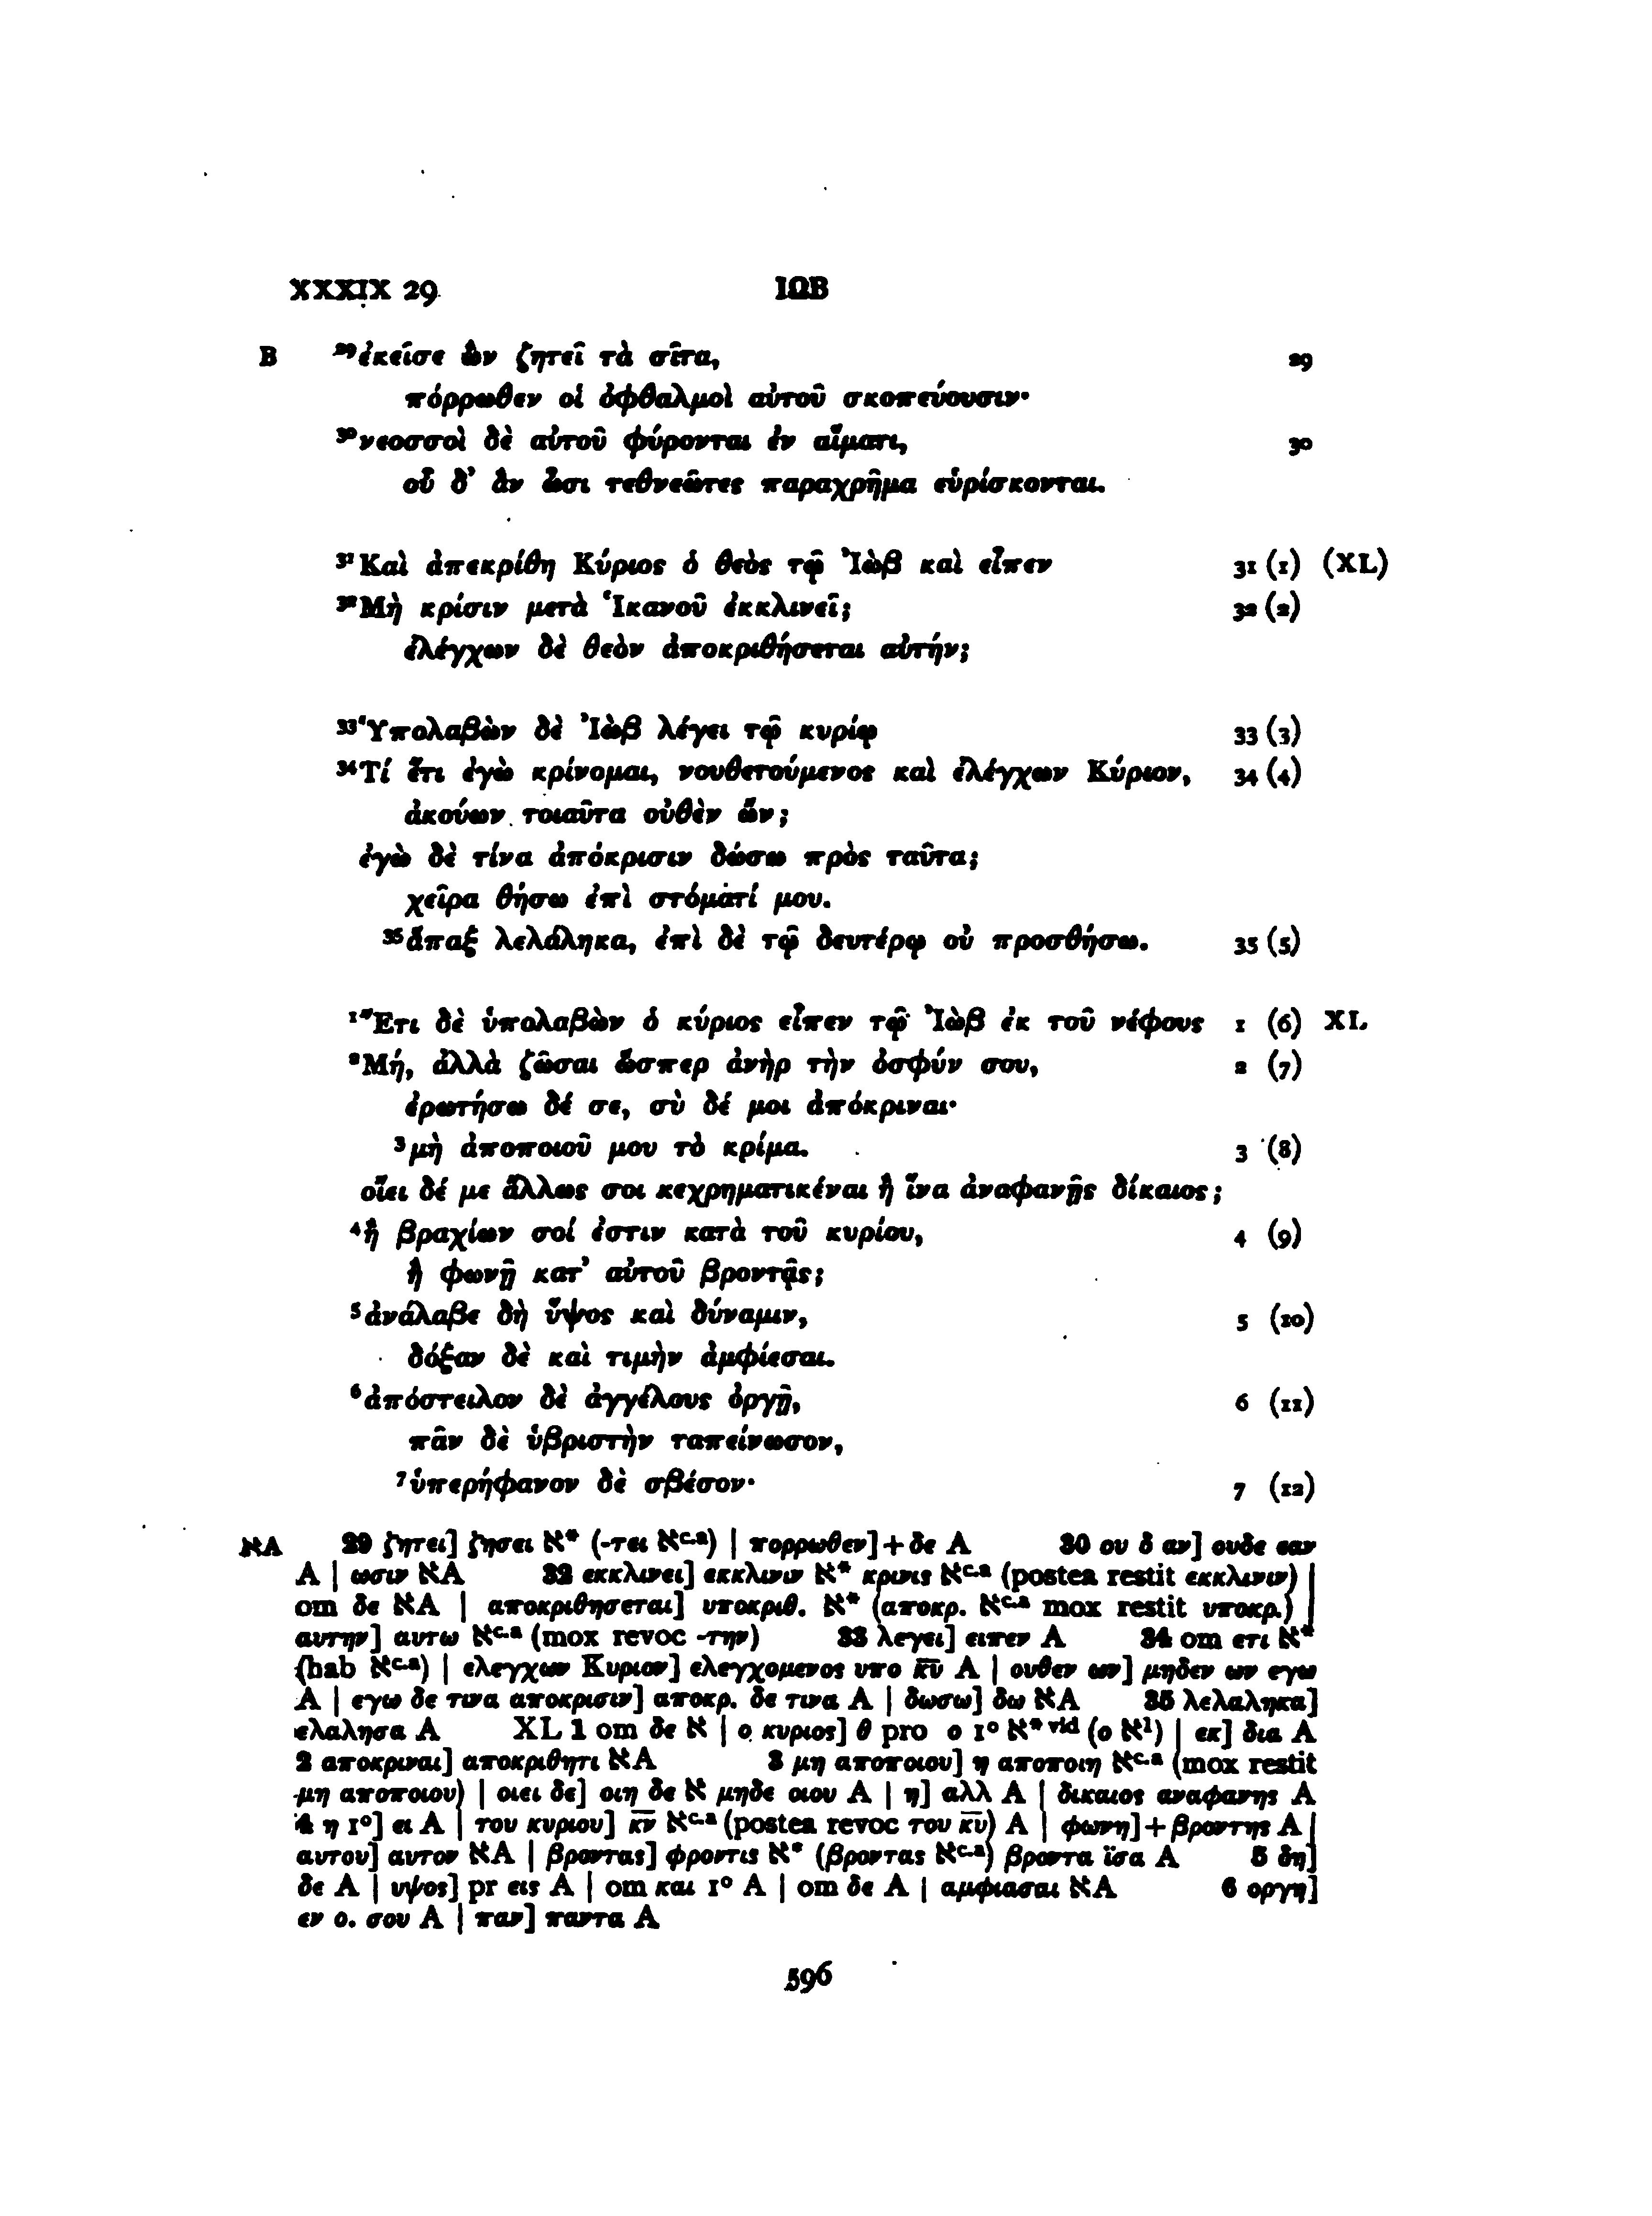 XXXIX 29 ΙΩΒ
B ²⁹ἐκεῖσε ὢν ζητεῖ τὰ σῖτα, 29
πόρρωθεν οἱ ὀφθαλμοὶ αὐτοῦ σκοπεύουσιν·
³⁰νεοσσοὶ δὲ αὐτοῦ φύρονται ἐν αἵματι, 30
οὗ δ’ ἂν ὦσι τεθνεῶτες παραχρῆμα εὑρίσκονται.
³¹Καὶ ἀπεκρίθη Κύριος ὁ θεὸς τῷ Ἰὼβ καὶ εἶπεν 31 (1) (XL)
³²Μὴ κρίσιν μετὰ Ἱκανοῦ ἐκκλινεῖ; 32 (2)
ἐλέγχων δὲ θεὸν ἀποκριθήσεται αὐτήν;
³³Ὑπολαβὼν δὲ Ἰὼβ λέγει τῷ κυρίῳ 33 (3)
³⁴Τί ἔτι ἐγὼ κρίνομαι, νουθετούμενος καὶ ἐλέγχων Κύριον, 34 (4)
ἀκούων τοιαῦτα οὐθὲν ὤν;
ἐγὼ δὲ τίνα ἀπόκρισιν δώσω πρὸς ταῦτα;
χεῖρα θήσω ἐπὶ στόματί μου.
³⁵ἅπαξ λελάληκα, ἐπὶ δὲ τῷ δευτέρῳ οὐ προσθήσω. 35 (5)
¹Ἔτι δὲ ὑπολαβὼν ὁ κύριος εἶπεν τῷ Ἰὼβ ἐκ τοῦ νέφους 1 (6) XL
²Μή, ἀλλὰ ζῶσαι ὥσπερ ἀνὴρ τὴν ὀσφύν σου, 2 (7)
ἐρωτήσω δέ σε, σὺ δέ μοι ἀπόκριναι·
³μὴ ἀποποιοῦ μου τὸ κρίμα. 3 (8)
οἴει δέ με ἄλλως σοι κεχρηματικέναι ἢ ἵνα ἀναφανῇς δίκαιος;
⁴ἢ βραχίων σοί ἐστιν κατὰ τοῦ κυρίου, 4 (9)
ἢ φωνῇ κατ’ αὐτοῦ βροντᾷς;
⁵ἀνάλαβε δὴ ὕψος καὶ δύναμιν, 5 (10)
δόξαν δὲ καὶ τιμὴν ἀμφίεσαι.
⁶ἀπόστειλον δὲ ἀγγέλους ὀργῇ, 6 (11)
πᾶν δὲ ὑβριστὴν ταπείνωσον,
⁷ὑπερήφανον δὲ σβέσον· 7 (12)
אA 29 ζητει] ζησει א* (-τει אᶜ·ᵃ) | πορρωθεν]+δε A 30 ου δ αν] ουδε εαν
A | ωσιν אA 32 εκκλινει] εκκλινιν א* κρινις אᶜ·ᵃ (postea restit εκκλινιν) |
om δε אA | αποκριθησεται] υποκριθ. א* (αποκρ. אᶜ·ᵃ mox restit υποκρ.) |
αυτην] αυτω אᶜ·ᵃ (mox revoc -την) 33 λεγει] ειπεν A 34 om ετι א*
(hab אᶜ·ᵃ) | ελεγχων Κυριον] ελεγχομενος υπο κ̅υ̅ A | ουθεν ων] μηδεν ων εγω
A | εγω δε τινα αποκρισιν] αποκρ. δε τινα A | δωσω] δω אA 35 λελαληκα]
ελαλησα A XL 1 om δε א | ο κυριος] θ pro ο 1° א* ᵛⁱᵈ (ο א¹) | εκ] δια A
2 αποκριναι] αποκριθητι אA 3 μη αποποιου] η αποποιη אᶜ·ᵃ (mox restit
μη αποποιου) | οιει δε] οιη δε א μηδε οιου A | η] αλλ A | δικαιος αναφανης A
4 η 1°] ει A | του κυριου] κ̅ν̅ אᶜ·ᵃ (postea revoc του κ̅υ̅) A | φωνη]+βροντης A |
αυτου] αυτον אA | βροντας] φροντις א* (βροντας אᶜ·ᵃ) βροντα ϊσα A 5 δη]
δε A | υψος] pr εις A | om και 1° A | om δε A | αμφιασαι אA 6 οργη]
εν ο. σου A | παν] παντα A
596